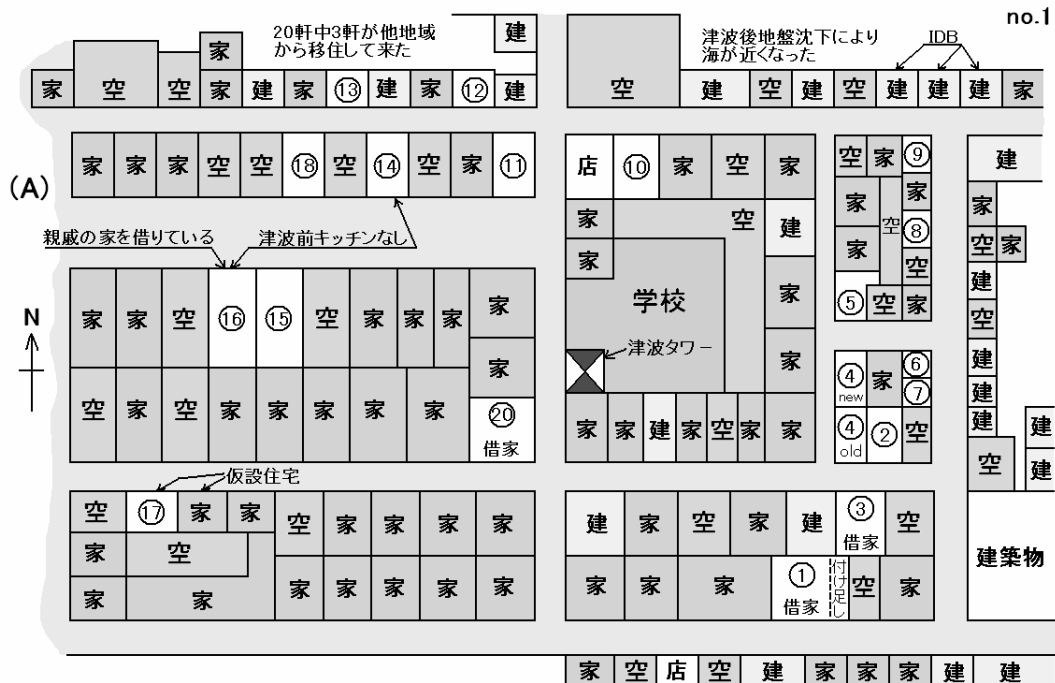 no.1
20軒中3軒が他地域
から移住して来た
津波後地盤沈下により
海が近くなった
IDB
家 建
家 空 空 家 建 家 ⑬ 建 家 ⑫ 建
空 建 空 建 空 建 建 建 家
(A)
家 家 家 空 空 ⑱ 空 ⑭ 空 家 ⑪
店 ⑩ 家 空 家
空 家 ⑨
建
家 家
家 空 建
家 空 ⑧
空 家
親戚の家を借りている
津波前キッチンなし
家 家 空
建
N
家 家 空 ⑯ ⑮ 空 家 家 家 家
学校
家
⑤ 空 家
空
津波タワー
家 家
④ new 家 ⑥
⑦
建
建
空 家 空 家 家 家 家 家
⑳
借家
家 家 建 家 空 家 家
④ old ② 空
建 建
空 建
仮設住宅
空 ⑰ 家 家 空 家 家 家 家 家
建 家 空 家 建 ③
借家
空
家 空
建築物
家 家 家 家 家 家 家 家
家 家 家 ①
借家
付け足し
空 家
家 空 店 空 建 家 家 家 建 建